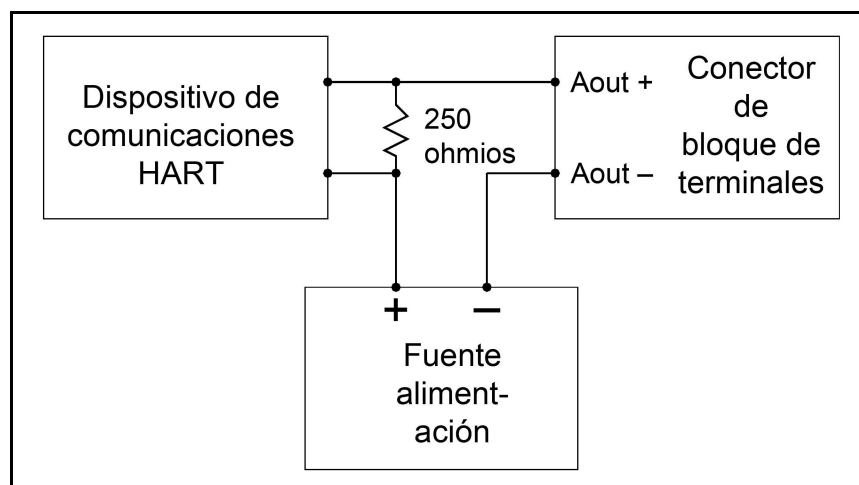 Dispositivo de
comunicaciones
HART
250
ohmios
Aout +
Aout –
Conector
de
bloque de
terminales
+ –
Fuente
aliment-
ación